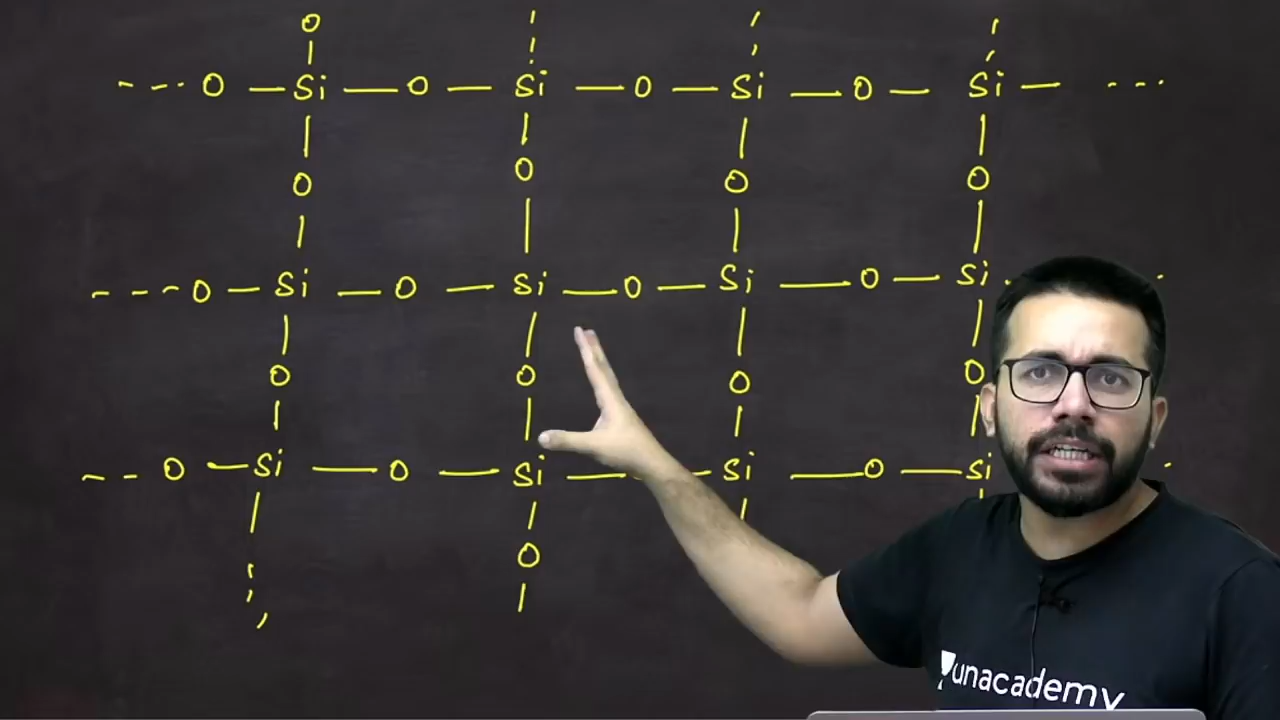 O
--- O — Si — O — Si — O — Si — O — Si — ---
O O O O
--- O — Si — O — Si — O — Si — O — Si
O O O O
-- O — Si — O — Si — Si — O — Si
O
unacademy